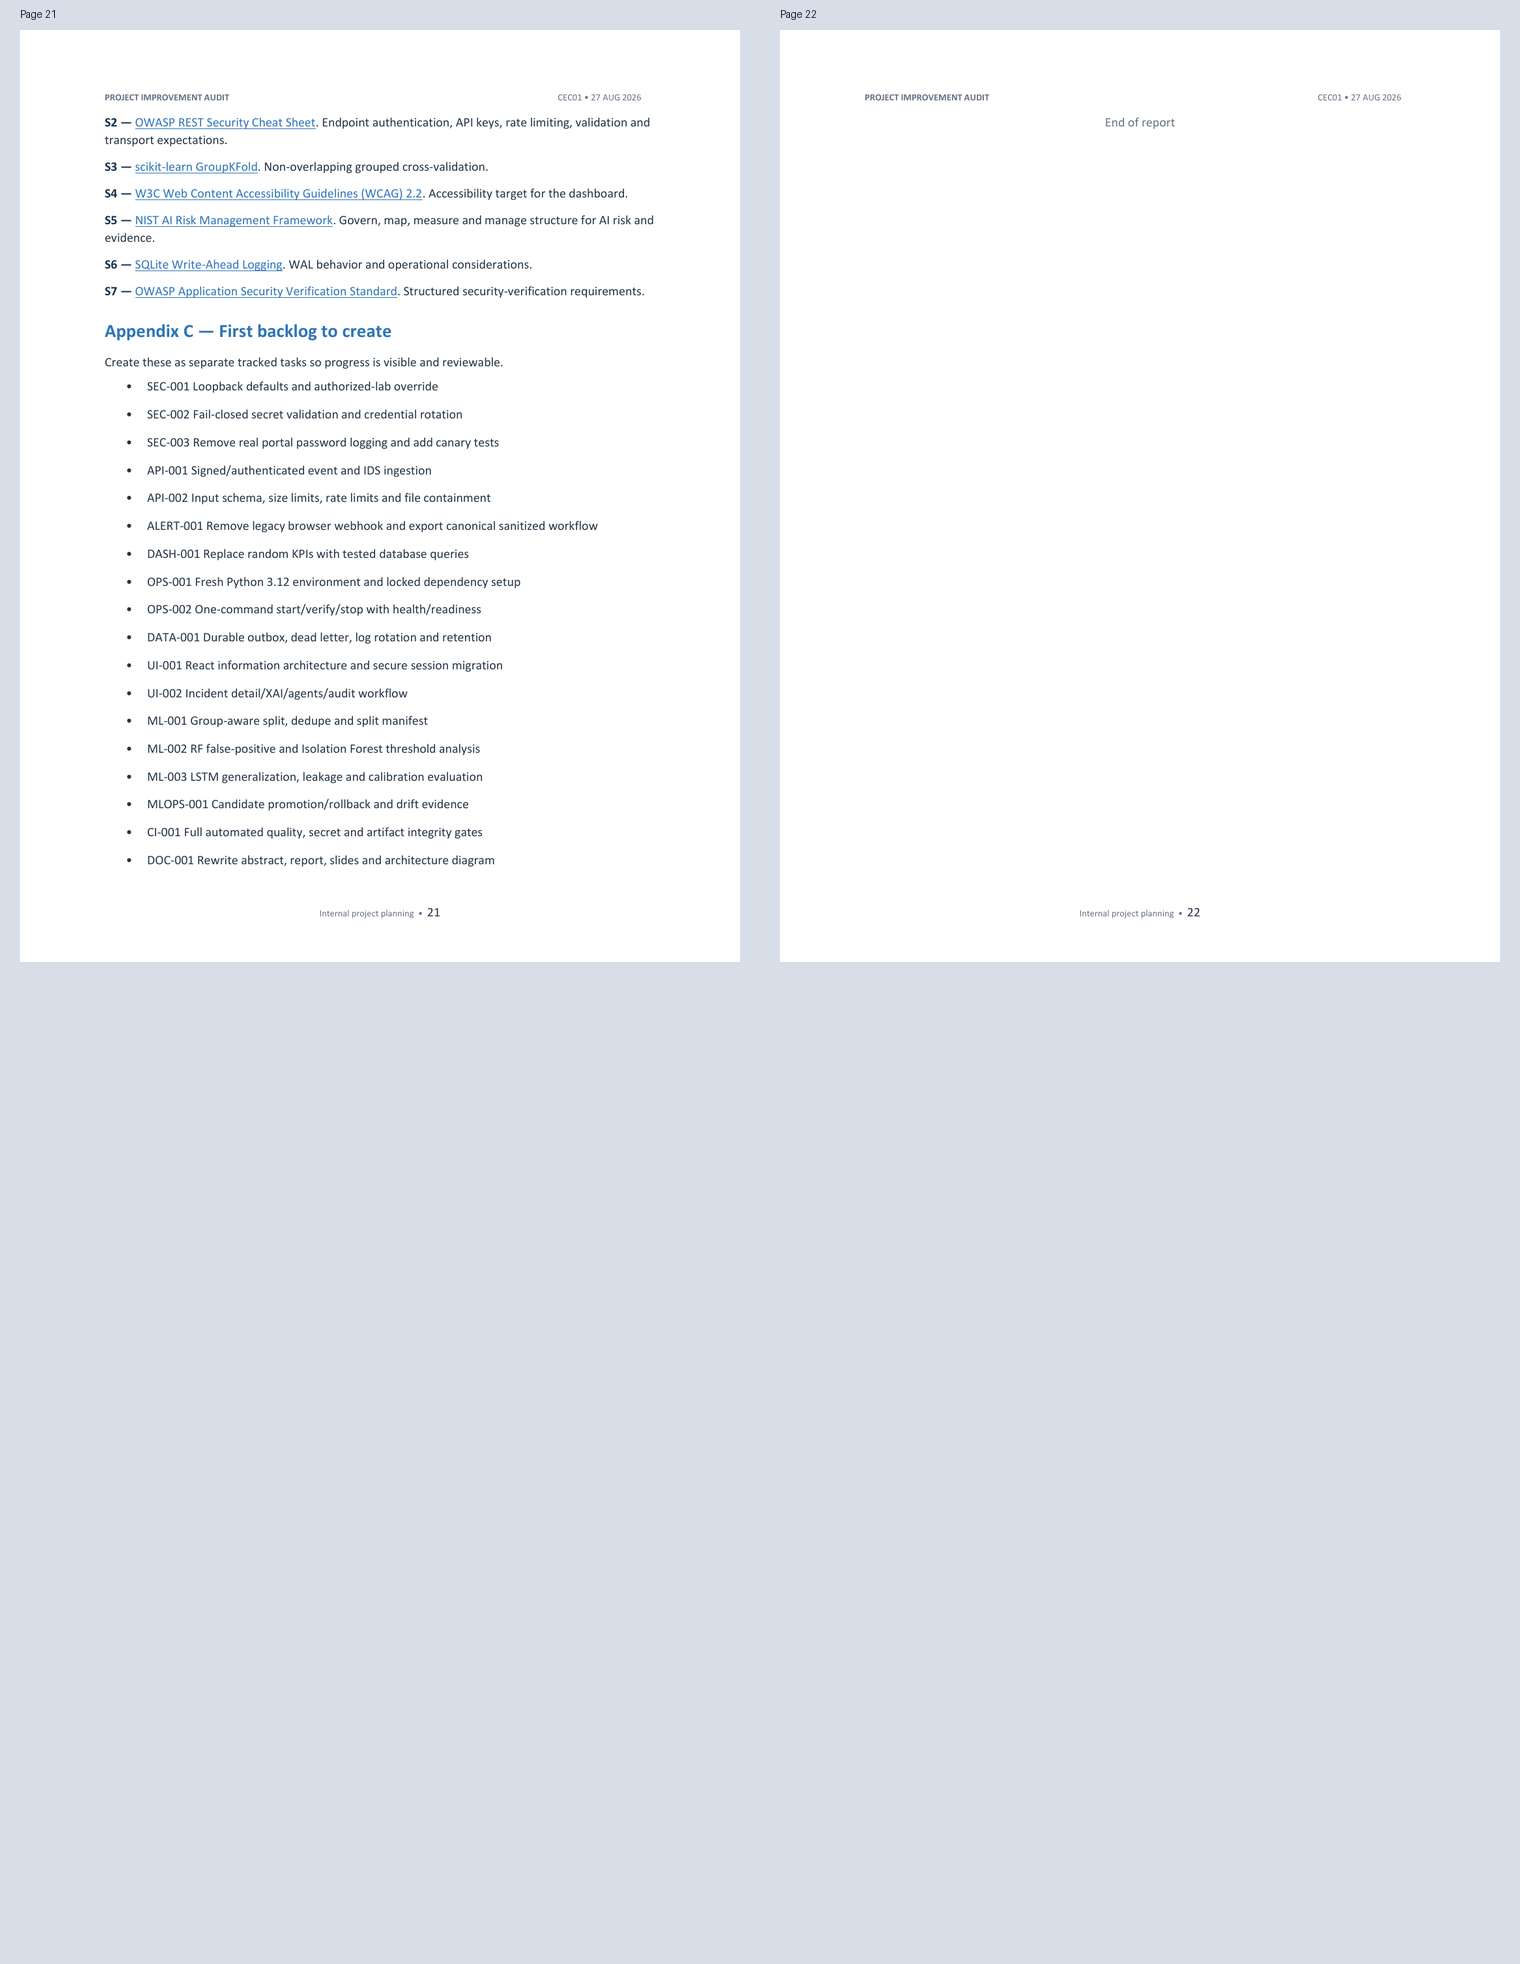 Page 21
PROJECT IMPROVEMENT AUDIT
CEC01 • 27 AUG 2026
S2 — OWASP REST Security Cheat Sheet. Endpoint authentication, API keys, rate limiting, validation and
transport expectations.
S3 — scikit-learn GroupKFold. Non-overlapping grouped cross-validation.
S4 — W3C Web Content Accessibility Guidelines (WCAG) 2.2. Accessibility target for the dashboard.
S5 — NIST AI Risk Management Framework. Govern, map, measure and manage structure for AI risk and
evidence.
S6 — SQLite Write-Ahead Logging. WAL behavior and operational considerations.
S7 — OWASP Application Security Verification Standard. Structured security-verification requirements.
Appendix C — First backlog to create
Create these as separate tracked tasks so progress is visible and reviewable.
• SEC-001 Loopback defaults and authorized-lab override
• SEC-002 Fail-closed secret validation and credential rotation
• SEC-003 Remove real portal password logging and add canary tests
• API-001 Signed/authenticated event and IDS ingestion
• API-002 Input schema, size limits, rate limits and file containment
• ALERT-001 Remove legacy browser webhook and export canonical sanitized workflow
• DASH-001 Replace random KPIs with tested database queries
• OPS-001 Fresh Python 3.12 environment and locked dependency setup
• OPS-002 One-command start/verify/stop with health/readiness
• DATA-001 Durable outbox, dead letter, log rotation and retention
• UI-001 React information architecture and secure session migration
• UI-002 Incident detail/XAI/agents/audit workflow
• ML-001 Group-aware split, dedupe and split manifest
• ML-002 RF false-positive and Isolation Forest threshold analysis
• ML-003 LSTM generalization, leakage and calibration evaluation
• MLOPS-001 Candidate promotion/rollback and drift evidence
• CI-001 Full automated quality, secret and artifact integrity gates
• DOC-001 Rewrite abstract, report, slides and architecture diagram
Internal project planning • 21
Page 22
PROJECT IMPROVEMENT AUDIT
CEC01 • 27 AUG 2026
End of report
Internal project planning • 22